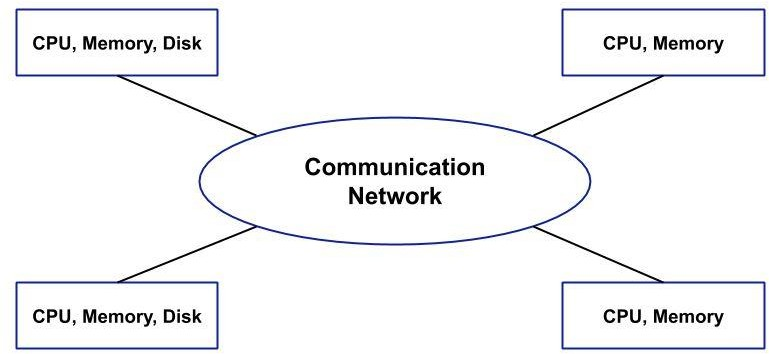 CPU, Memory, Disk
CPU, Memory
Communication
Network
CPU, Memory, Disk
CPU, Memory